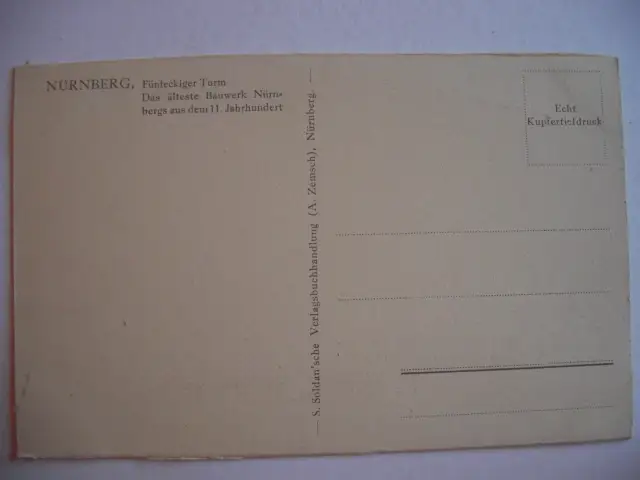 NÜRNBERG, Fünfeckiger Turm
Das älteste Bauwerk Nürn-
bergs aus dem 11. Jahrhundert
— S. Soldan'sche Verlagsbuchhandlung (A. Zemsch), Nürnberg. —
Echt
Kupfertiefdruck